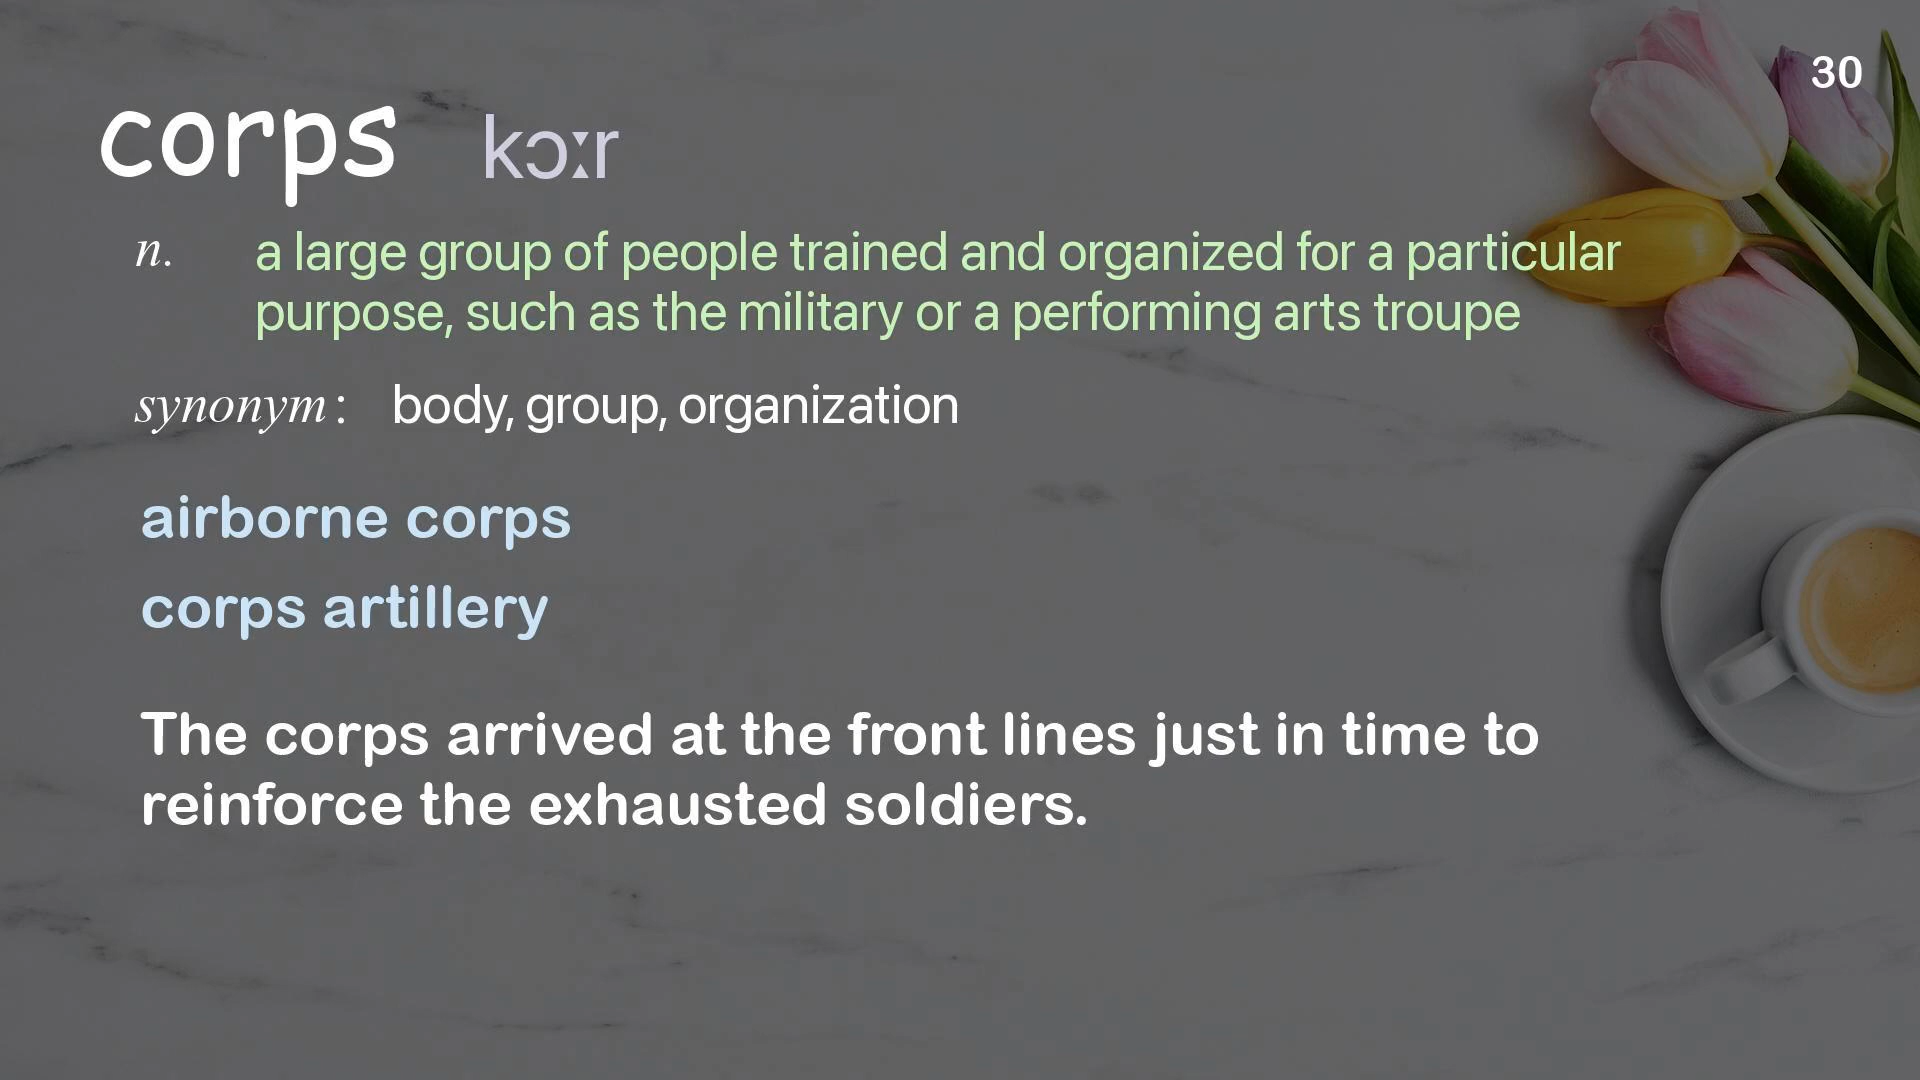 30
corps kɔːr
n. a large group of people trained and organized for a particular
purpose, such as the military or a performing arts troupe
synonym: body, group, organization
airborne corps
corps artillery
The corps arrived at the front lines just in time to
reinforce the exhausted soldiers.